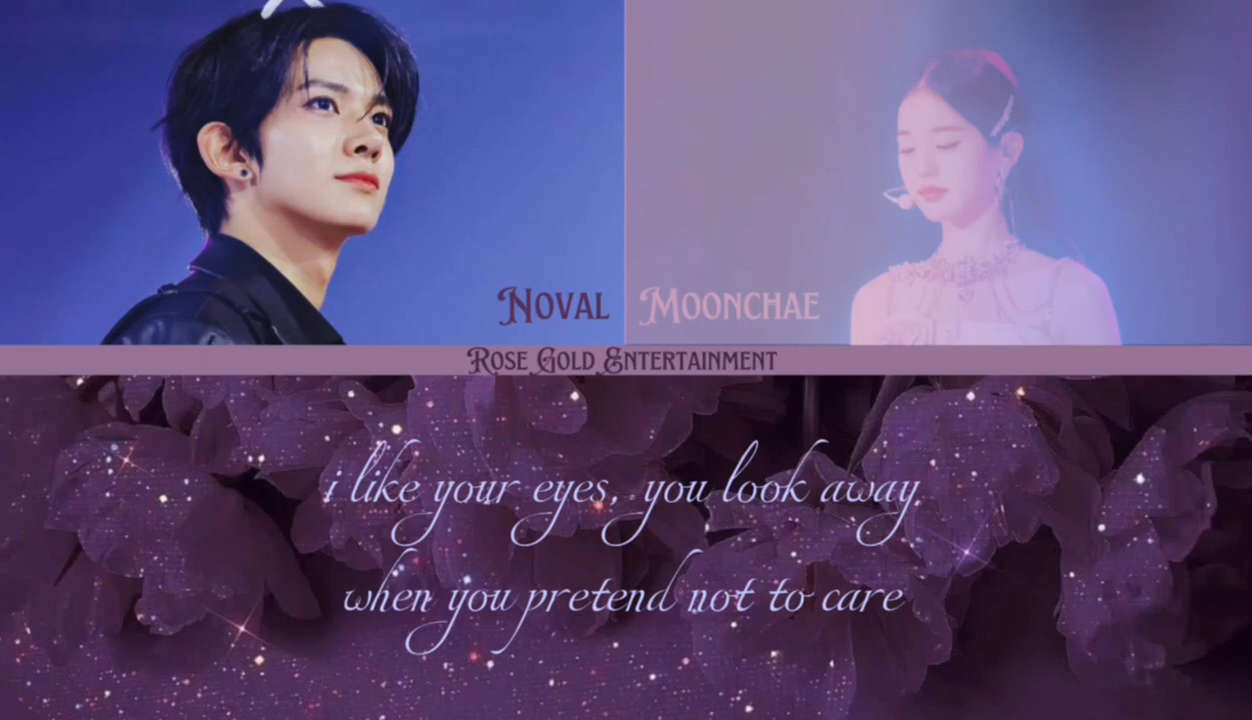 Noval
Moonchae
Rose Gold Entertainment
i like your eyes, you look away
when you pretend not to care